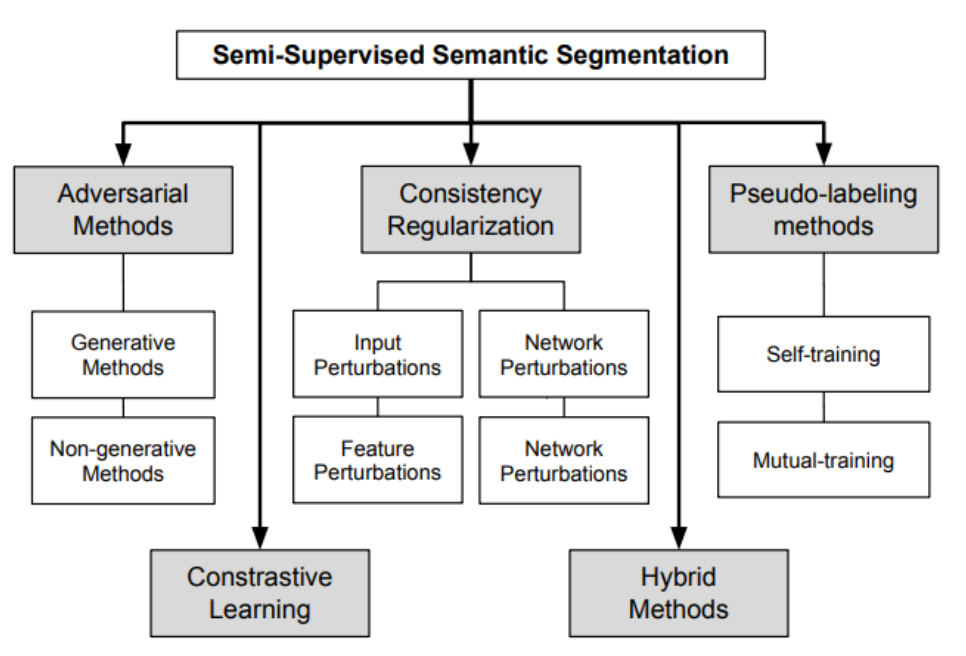 Semi-Supervised Semantic Segmentation
Adversarial
Methods
Consistency
Regularization
Pseudo-labeling
methods
Generative
Methods
Non-generative
Methods
Input
Perturbations
Network
Perturbations
Feature
Perturbations
Network
Perturbations
Self-training
Mutual-training
Constrastive
Learning
Hybrid
Methods